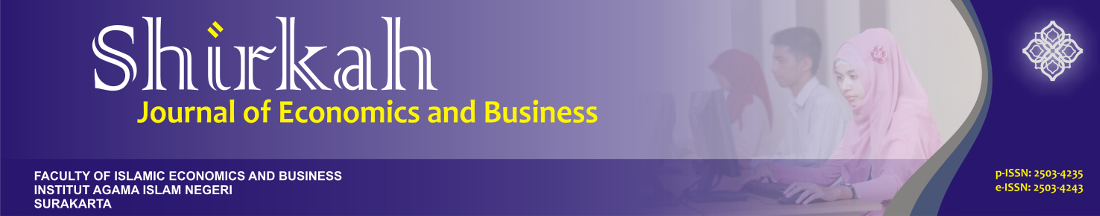 Shirkah
Journal of Economics and Business
FACULTY OF ISLAMIC ECONOMICS AND BUSINESS
INSTITUT AGAMA ISLAM NEGERI
SURAKARTA
p-ISSN: 2503-4235
e-ISSN: 2503-4243